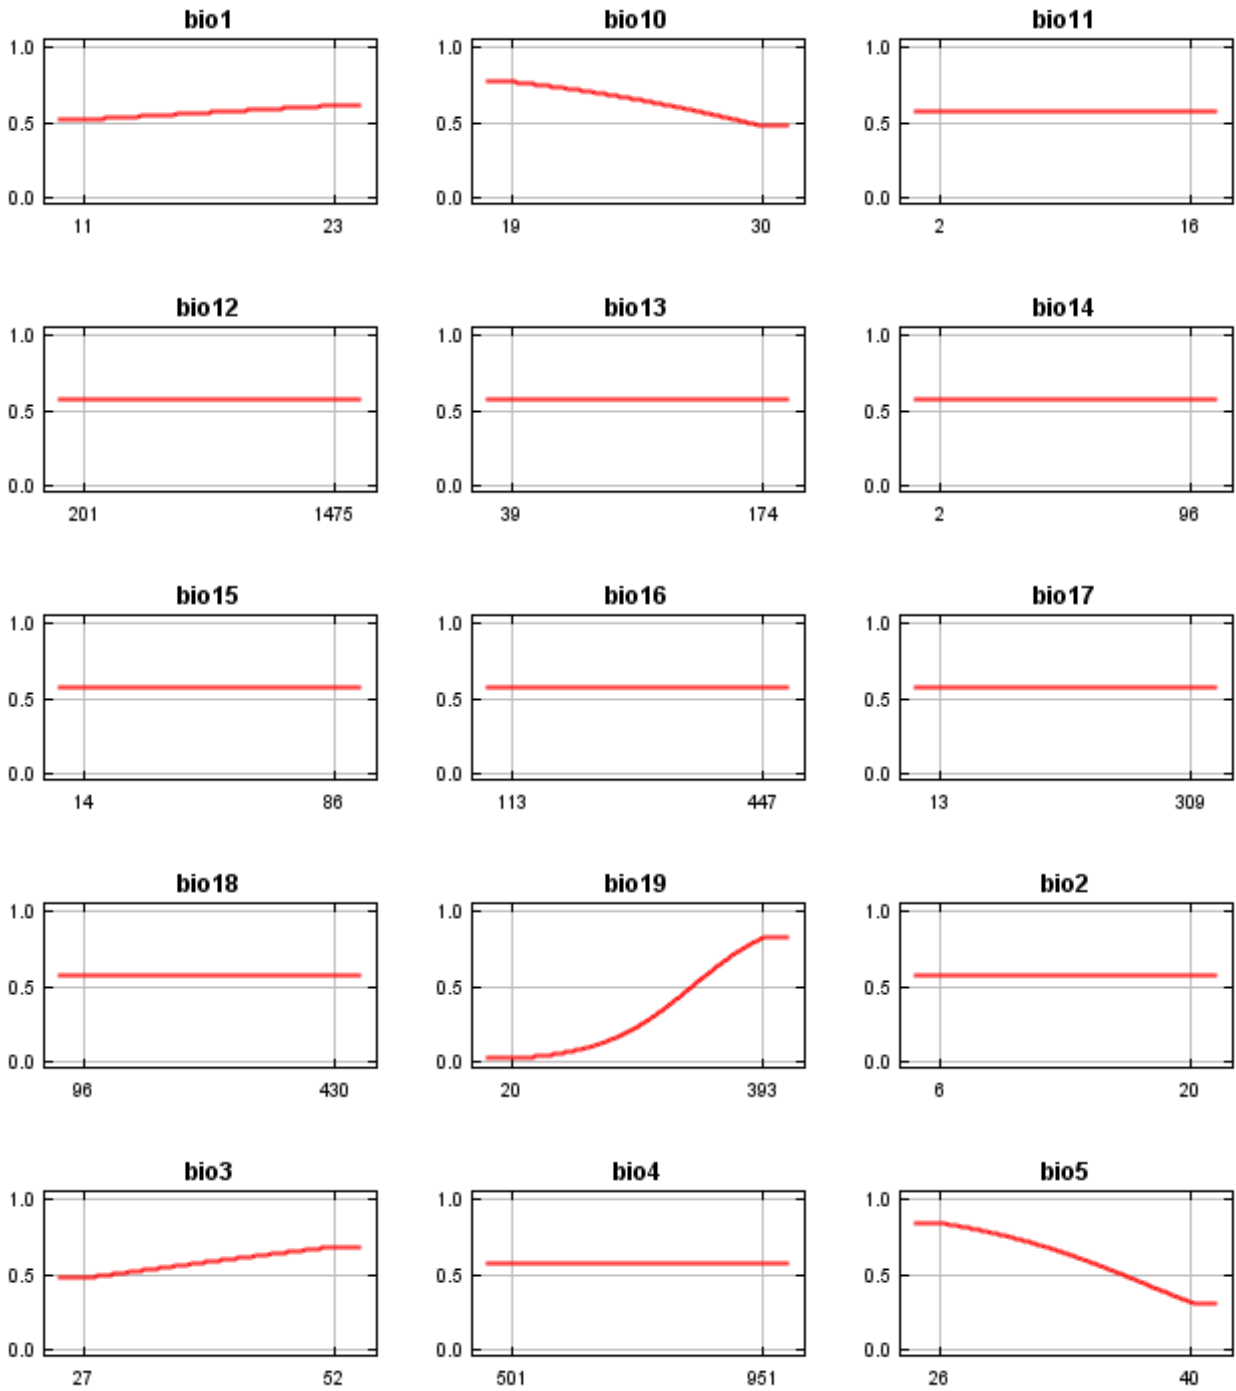 bio1 bio10 bio11
1.0 1.0 1.0
0.5 0.5 0.5
0.0 0.0 0.0
11 23 19 30 2 16
bio12 bio13 bio14
1.0 1.0 1.0
0.5 0.5 0.5
0.0 0.0 0.0
201 1475 39 174 2 96
bio15 bio16 bio17
1.0 1.0 1.0
0.5 0.5 0.5
0.0 0.0 0.0
14 86 113 447 13 309
bio18 bio19 bio2
1.0 1.0 1.0
0.5 0.5 0.5
0.0 0.0 0.0
96 430 20 393 6 20
bio3 bio4 bio5
1.0 1.0 1.0
0.5 0.5 0.5
0.0 0.0 0.0
27 52 501 951 26 40